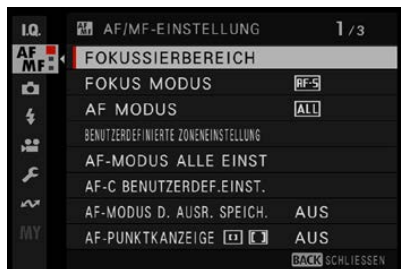 I.Q.
AF/MF-EINSTELLUNG 1/3
AF MF
FOKUSSIERBEREICH
FOKUS MODUS AF-S
AF MODUS ALL
BENUTZERDEFINIERTE ZONENEINSTELLUNG
AF-MODUS ALLE EINST
AF-C BENUTZERDEF.EINST.
AF-MODUS D. AUSR. SPEICH. AUS
AF-PUNKTKANZEIGE AUS
MY
BACK SCHLIESSEN